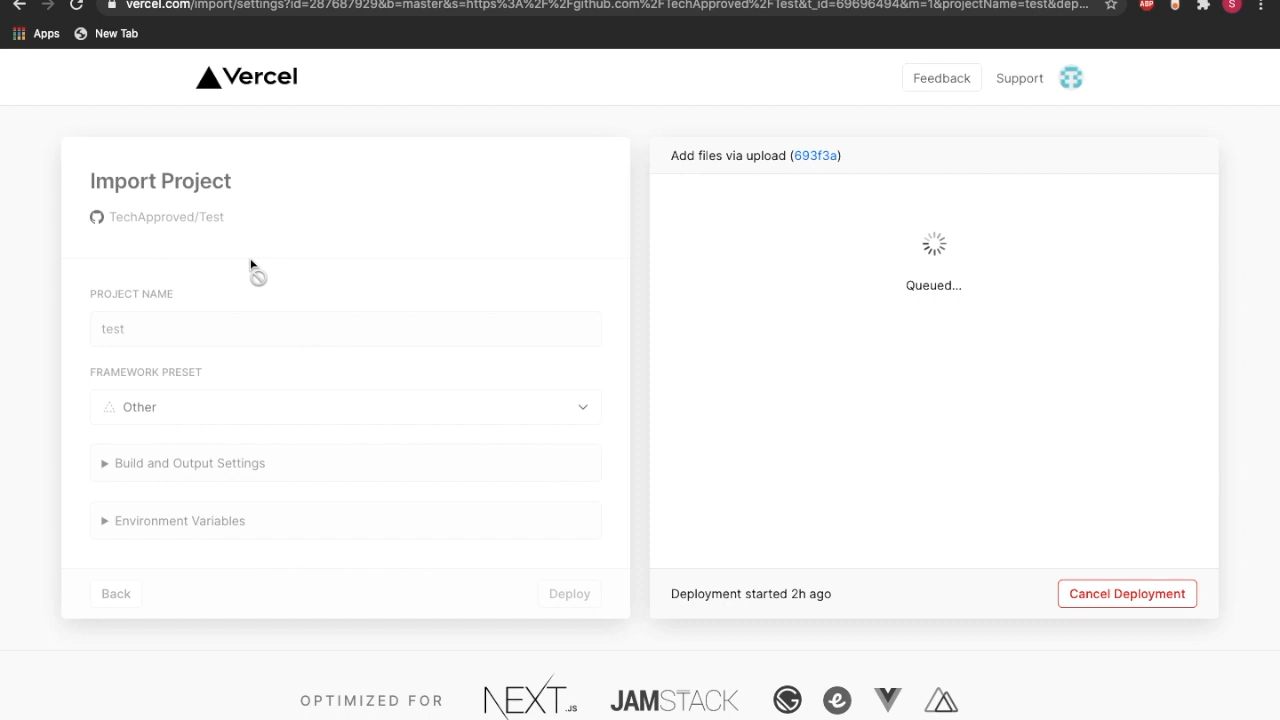 vercel.com/import/settings?id=287687929&b=master&s=https%3A%2F%2Fgithub.com%2FTechApproved%2FTest&t_id=69696494&m=1&projectName=test&dep...
ABP
S
Apps
New Tab
Vercel
Feedback
Support
Import Project
TechApproved/Test
PROJECT NAME
test
FRAMEWORK PRESET
Other
Build and Output Settings
Environment Variables
Back
Deploy
Add files via upload (693f3a)
Queued...
Deployment started 2h ago
Cancel Deployment
OPTIMIZED FOR
NEXT.JS
JAMSTACK